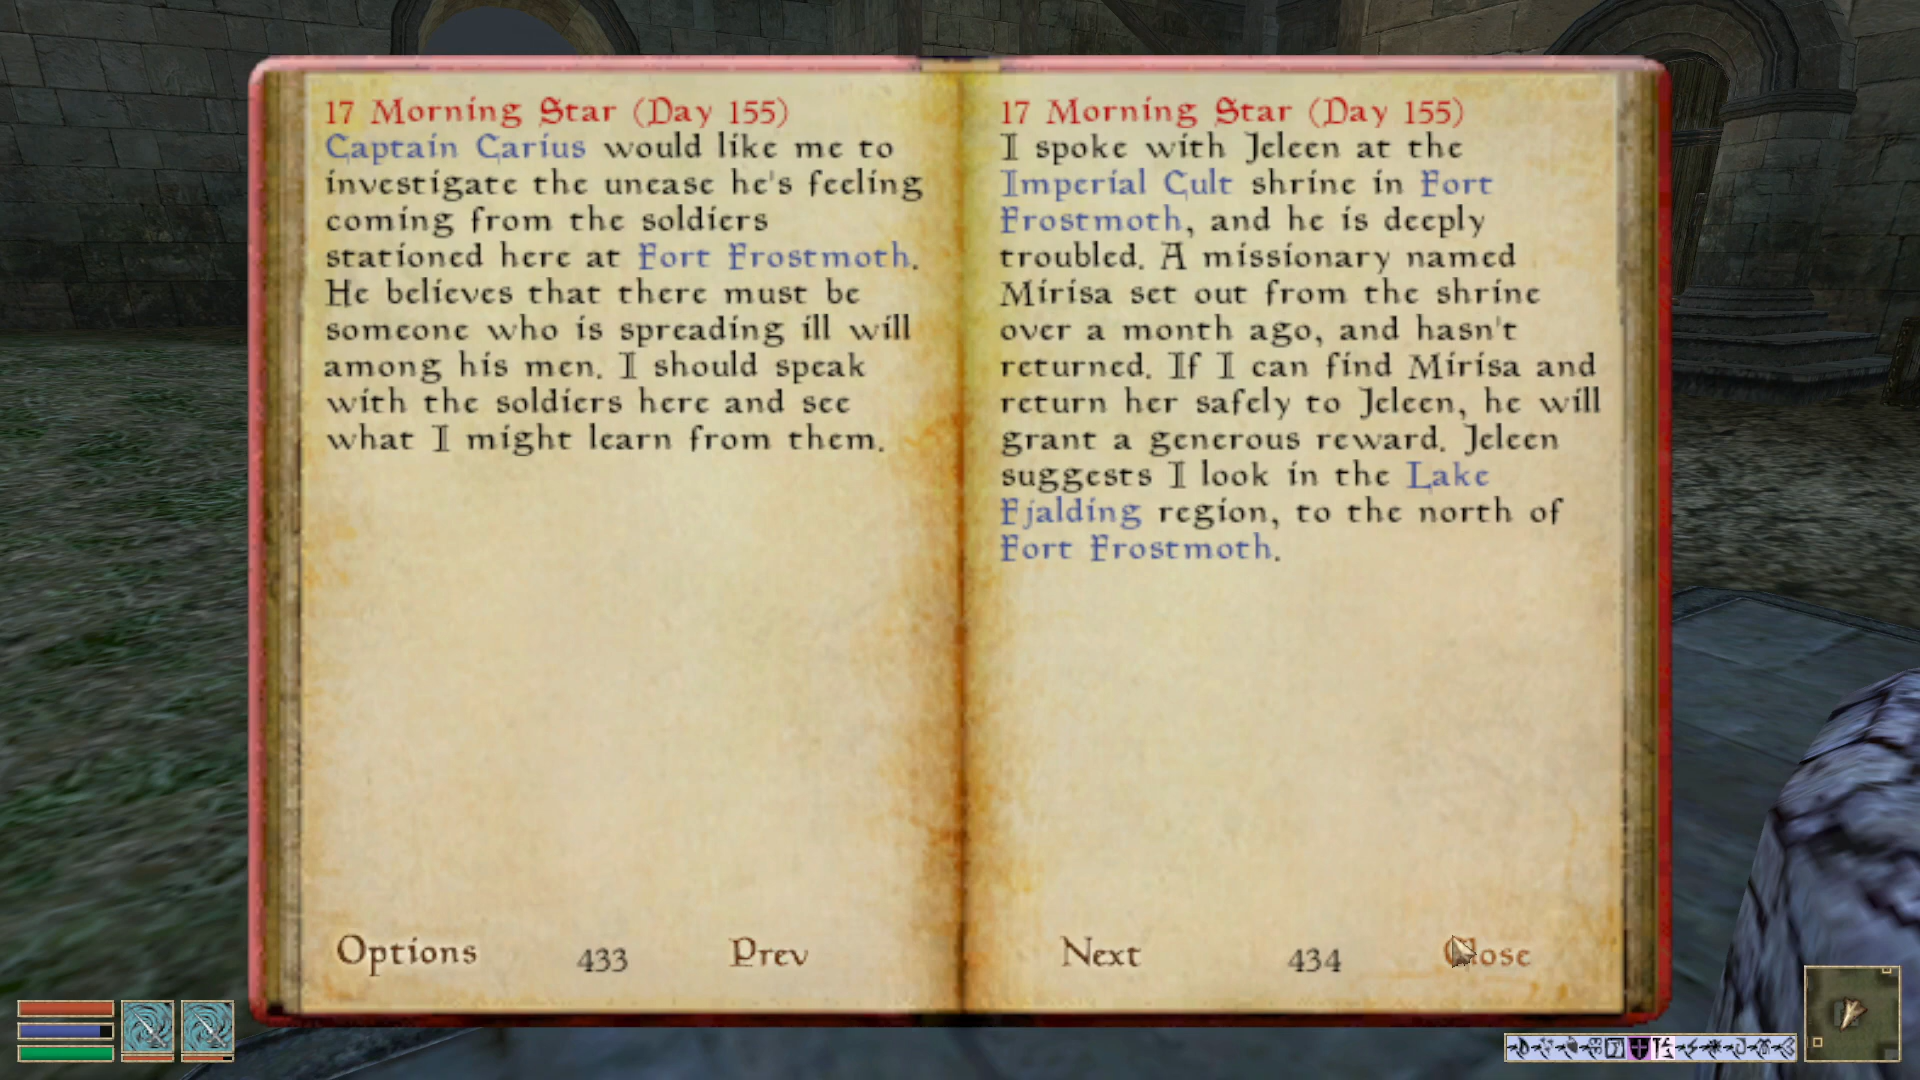 17 Morning Star (Day 155)
Captain Carius would like me to
investigate the unease he's feeling
coming from the soldiers
stationed here at Fort Frostmoth.
He believes that there must be
someone who is spreading ill will
among his men. I should speak
with the soldiers here and see
what I might learn from them.
17 Morning Star (Day 155)
I spoke with Jeleen at the
Imperial Cult shrine in Fort
Frostmoth, and he is deeply
troubled. A missionary named
Mirisa set out from the shrine
over a month ago, and hasn't
returned. If I can find Mirisa and
return her safely to Jeleen, he will
grant a generous reward. Jeleen
suggests I look in the Lake
Fjalding region, to the north of
Fort Frostmoth.
Options 433 Prev Next 434 Close